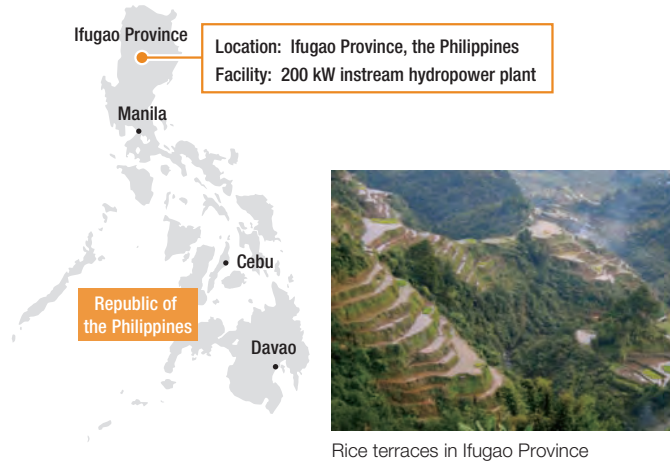 Ifugao Province
Location: Ifugao Province, the Philippines
Facility: 200 kW instream hydropower plant
Manila
Cebu
Republic of
the Philippines
Davao
Rice terraces in Ifugao Province